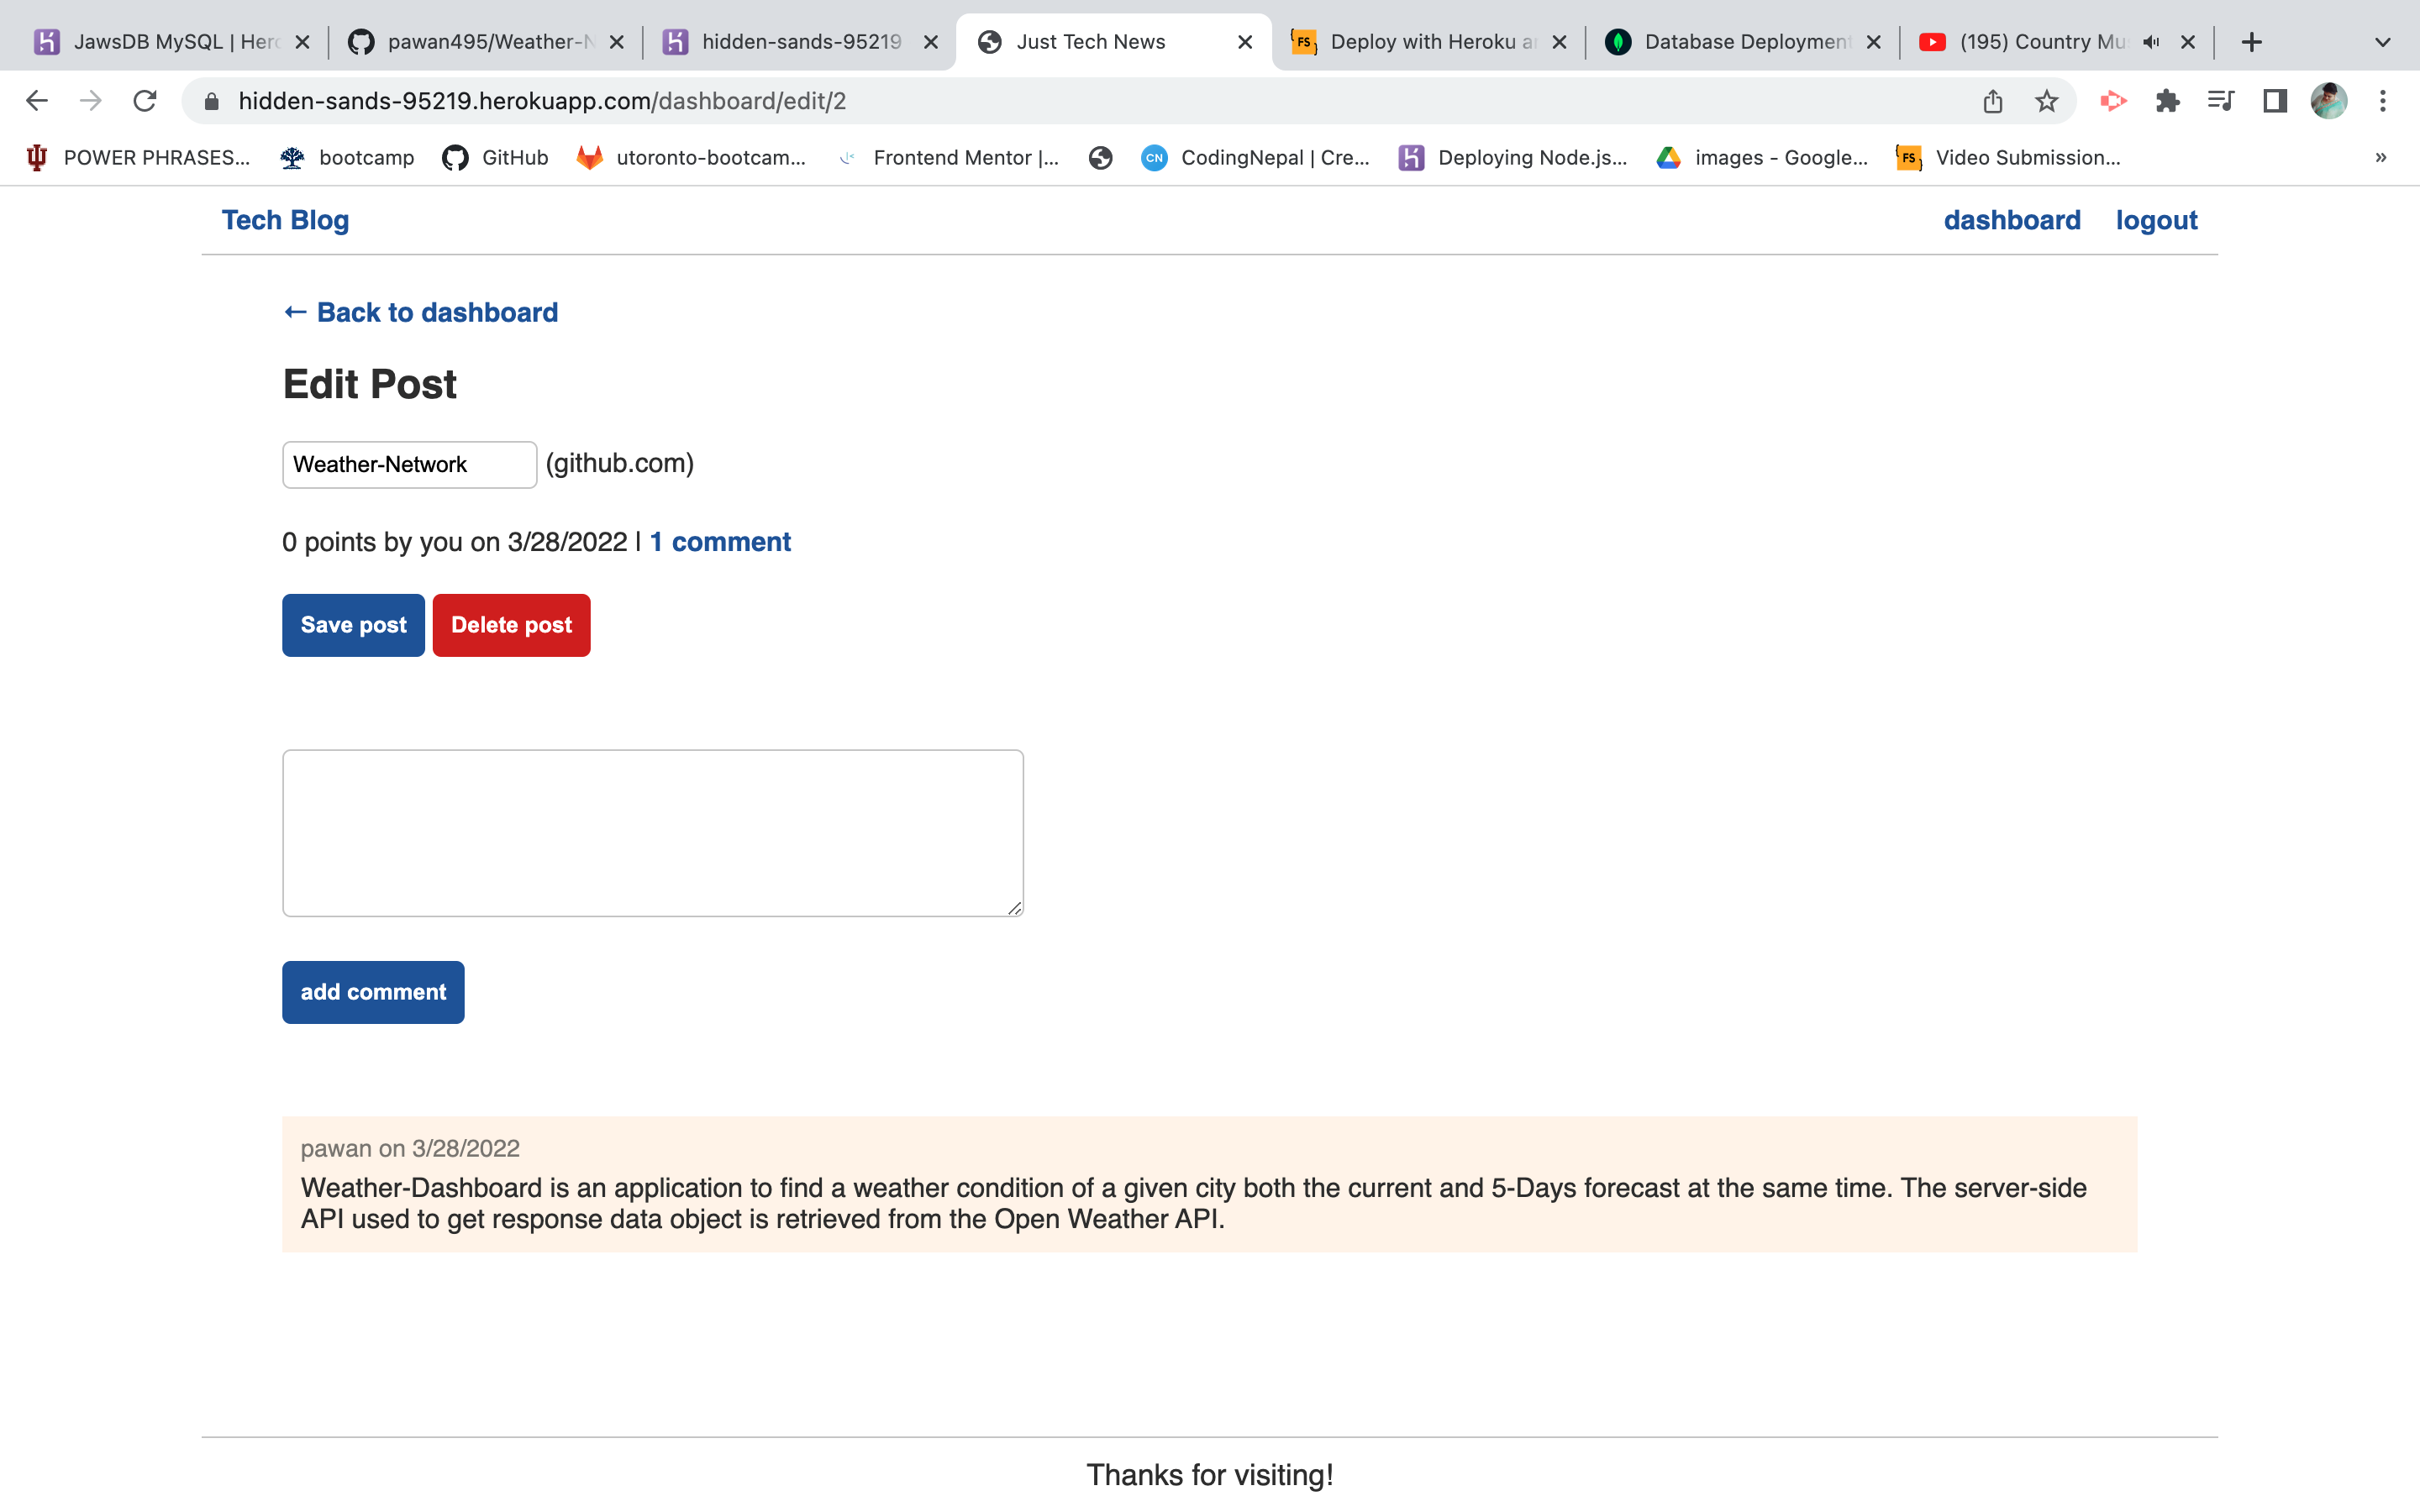 JawsDB MySQL | Hero
pawan495/Weather-N
hidden-sands-95219
Just Tech News
FS
Deploy with Heroku an
Database Deployment
(195) Country Mu
hidden-sands-95219.herokuapp.com/dashboard/edit/2
POWER PHRASES...
bootcamp
GitHub
utoronto-bootcam...
Frontend Mentor |...
CN
CodingNepal | Cre...
Deploying Node.js...
images - Google...
FS
Video Submission...
»
Tech Blog
dashboard
logout
← Back to dashboard
Edit Post
Weather-Network (github.com)
0 points by you on 3/28/2022 | 1 comment
Save post
Delete post
add comment
pawan on 3/28/2022
Weather-Dashboard is an application to find a weather condition of a given city both the current and 5-Days forecast at the same time. The server-side
API used to get response data object is retrieved from the Open Weather API.
Thanks for visiting!